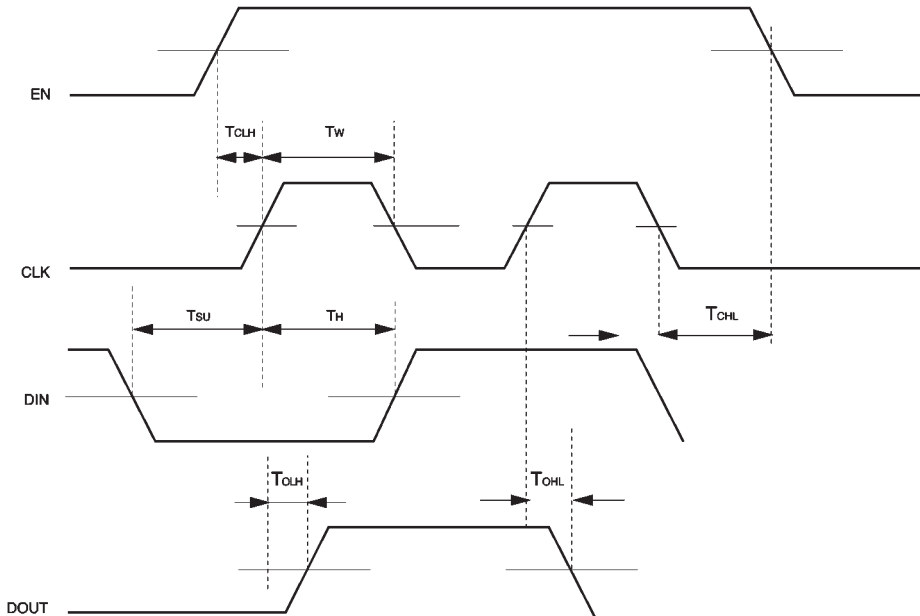 EN
TCLH
TW
CLK
TSU
TH
TCHL
DIN
TOLH
TOHL
DOUT